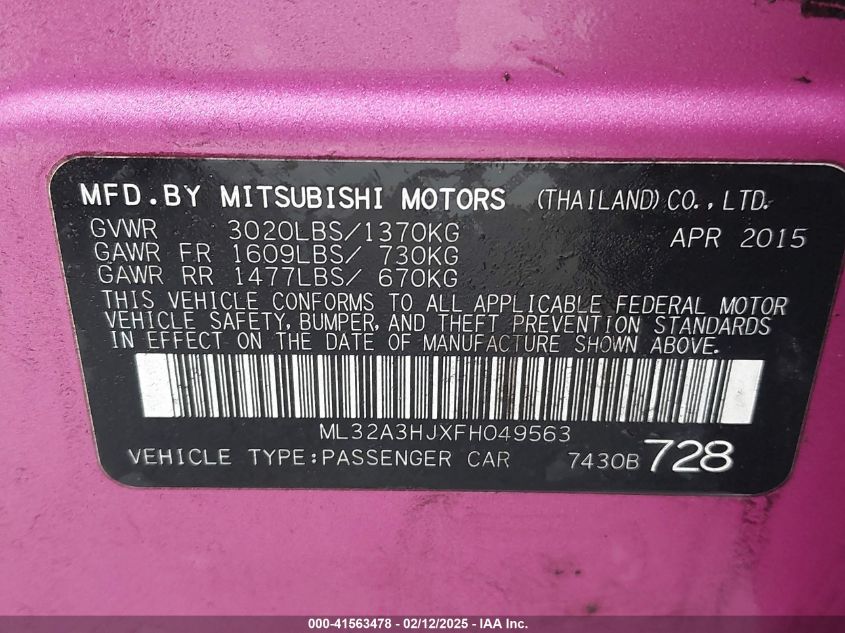 MFD.BY MITSUBISHI MOTORS (THAILAND)CO.,LTD.
GVWR 3020LBS/1370KG APR 2015
GAWR FR 1609LBS/ 730KG
GAWR RR 1477LBS/ 670KG
THIS VEHICLE CONFORMS TO ALL APPLICABLE FEDERAL MOTOR
VEHICLE SAFETY, BUMPER, AND THEFT PREVENTION STANDARDS
IN EFFECT ON THE DATE OF MANUFACTURE SHOWN ABOVE.
ML32A3HJXFH049563
VEHICLE TYPE:PASSENGER CAR 7430B 728
000-41563478 - 02/12/2025 - IAA, Inc.